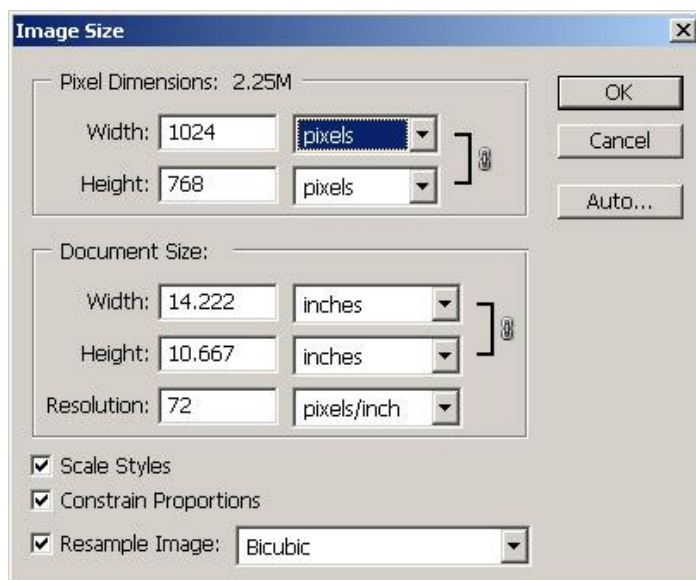 Image Size
Pixel Dimensions: 2.25M
OK
Width: 1024 pixels
Cancel
Height: 768 pixels
Auto...
Document Size:
Width: 14.222 inches
Height: 10.667 inches
Resolution: 72 pixels/inch
Scale Styles
Constrain Proportions
Resample Image: Bicubic